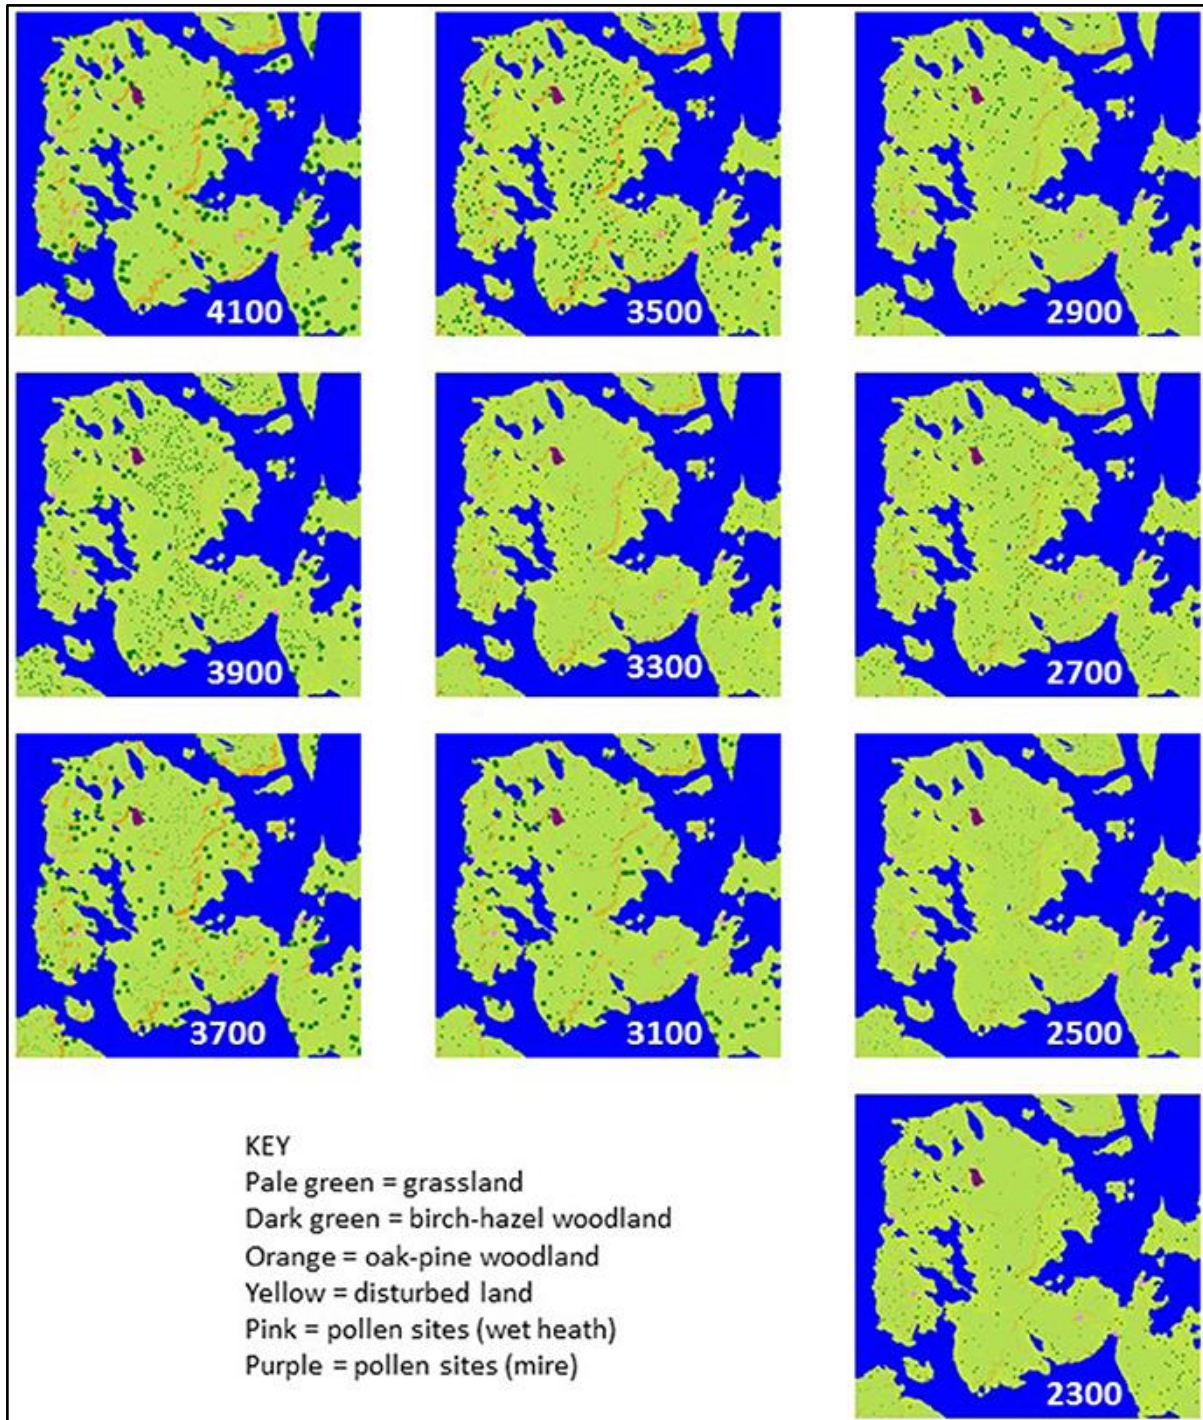 4100
3500
2900
3900
3300
2700
3700
3100
2500
KEY
Pale green = grassland
Dark green = birch-hazel woodland
Orange = oak-pine woodland
Yellow = disturbed land
Pink = pollen sites (wet heath)
Purple = pollen sites (mire)
2300